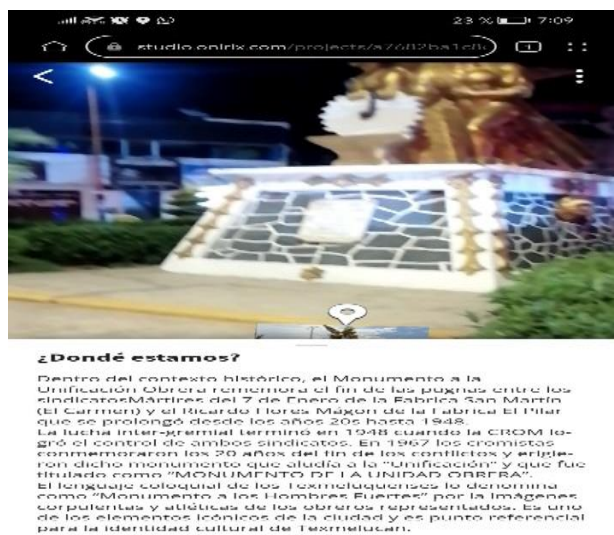 23 % 7:09
studio.onirix.com/projects/a7682ba1c8
¿Dondé estamos?
Dentro del contexto histórico, el Monumento a la
Unificación Obrera rememora el fin de las pugnas entre los
sindicatosMártires del 7 de Enero de la Fabrica San Martín
(El Carmen) y el Ricardo Flores Mágon de la Fabrica El Pilar
que se prolongó desde los años 20s hasta 1948.
La lucha inter-gremial terminó en 1948 cuando la CROM lo-
gró el control de ambos sindicatos. En 1967 los cromistas
conmemoraron los 20 años del fin de los conflictos y erigie-
ron dicho monumento que aludía a la "Unificación" y que fue
titulado como "MONUMENTO DE LA UNIDAD OBRERA".
El lenguaje coloquial de los Texmeluquenses lo denomina
como "Monumento a los Hombres Fuertes" por la imágenes
corpulentas y atléticas de los obreros representados. Es uno
de los elementos icónicos de la ciudad y es punto referencial
para la identidad cultural de Texmelucan.